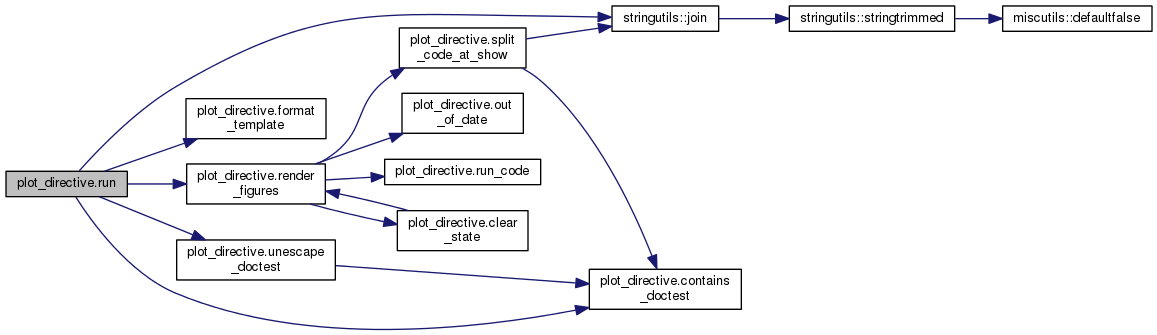 plot_directive.run
plot_directive.format
_template
plot_directive.render
_figures
plot_directive.unescape
_doctest
plot_directive.split
_code_at_show
plot_directive.out
_of_date
plot_directive.run_code
plot_directive.clear
_state
stringutils::join
plot_directive.contains
_doctest
stringutils::stringtrimmed
miscutils::defaultfalse